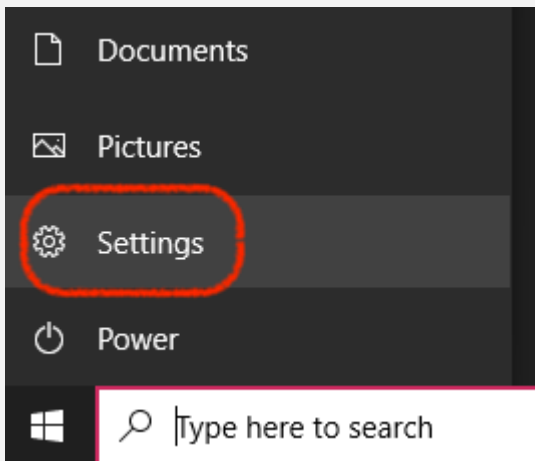 Documents
Pictures
Settings
Power
Type here to search